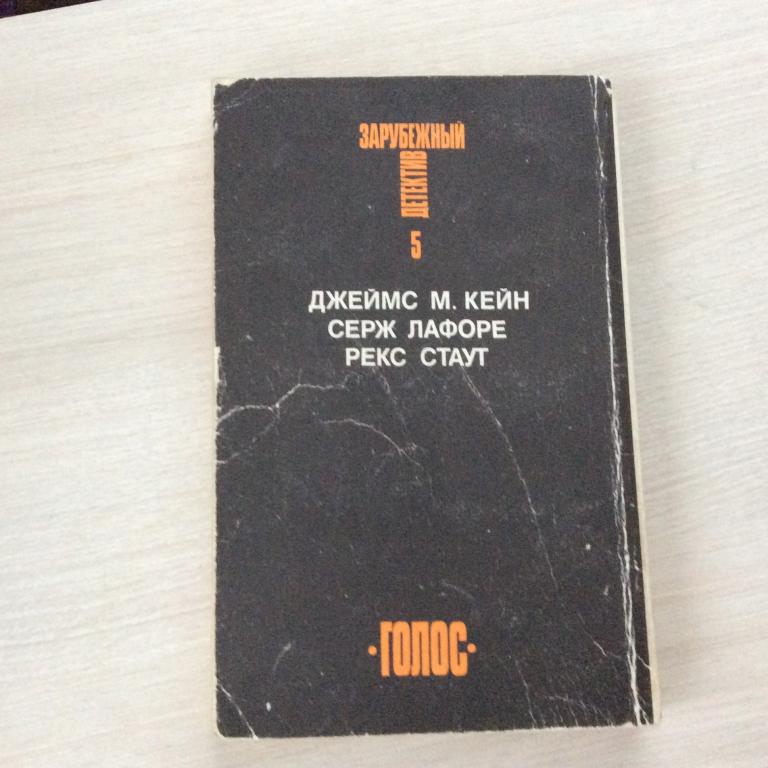 ЗАРУБЕЖНЫЙ
ДЕТЕКТИВ
5
ДЖЕЙМС М. КЕЙН
СЕРЖ ЛАФОРЕ
РЕКС СТАУТ
·ГОЛОС·